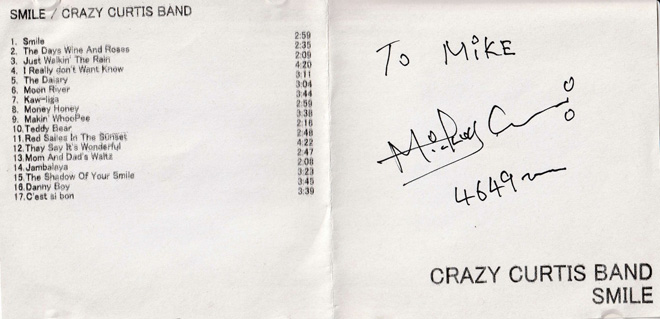 SMILE / CRAZY CURTIS BAND
1. Smile 2:59
2. The Days Wine And Roses 2:35
3. Just Walkin' The Rain 2:09
4. I Really don't Want Know 4:20
5. The 3:11
6. Moon River 3:04
7. Kaw-liga 3:44
8. Money Honey 2:59
9. Makin' WhooPee 3:38
10. Teddy Bear 2:16
11. Red Sailes In The Sunset 2:48
12. Thay Say It's Wonderful 4:22
13. Mom And Dad's Waltz 2:47
14. Jambalaya 2:08
15. The Shadow Of Your Smile 3:23
16. Danny Boy 3:45
17. C'est si bon 3:39
To MIKE
4649
CRAZY CURTIS BAND
SMILE